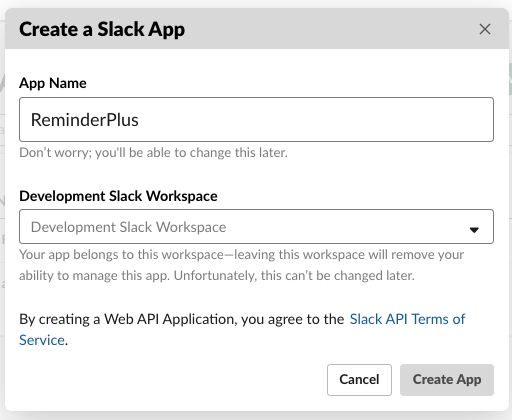 Create a Slack App
App Name
ReminderPlus
Don't worry; you'll be able to change this later.
Development Slack Workspace
Development Slack Workspace
Your app belongs to this workspace—leaving this workspace will remove your
ability to manage this app. Unfortunately, this can't be changed later.
By creating a Web API Application, you agree to the Slack API Terms of
Service.
Cancel
Create App